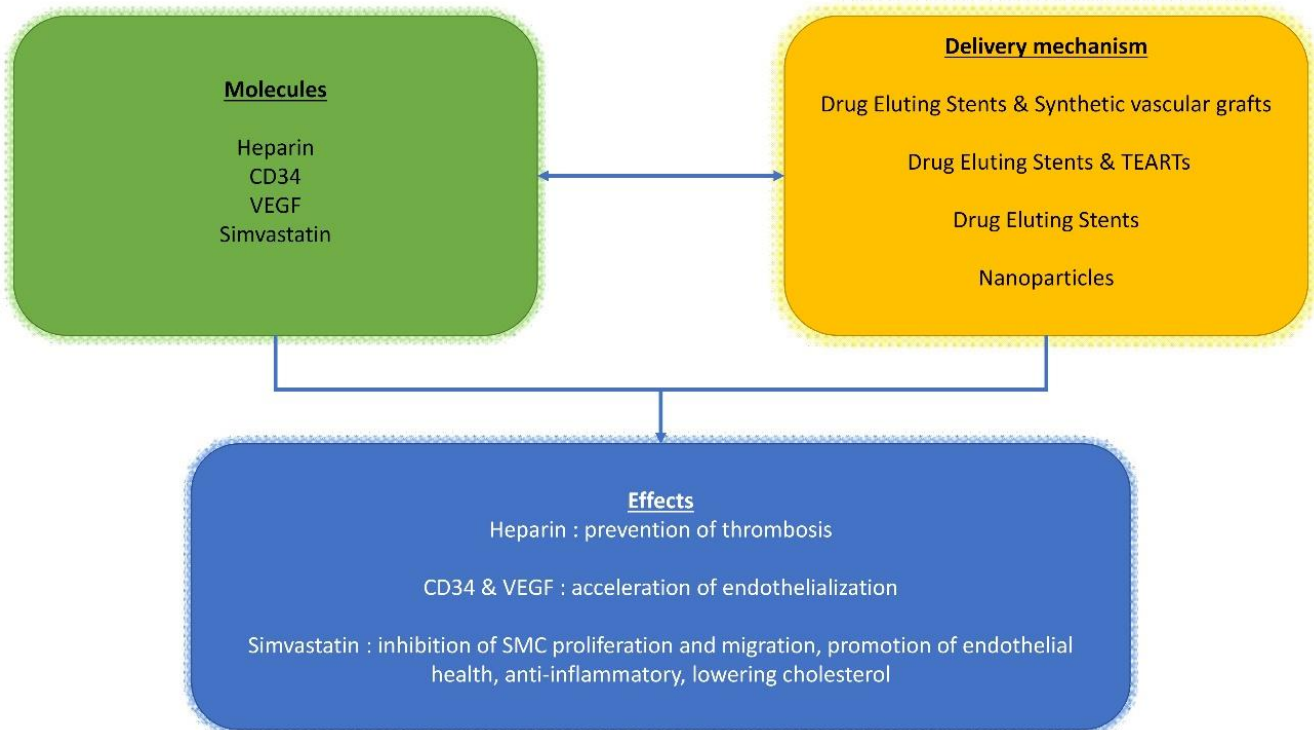 Molecules
Heparin
CD34
VEGF
Simvastatin
Delivery mechanism
Drug Eluting Stents & Synthetic vascular grafts
Drug Eluting Stents & TEARTs
Drug Eluting Stents
Nanoparticles
Effects
Heparin : prevention of thrombosis
CD34 & VEGF : acceleration of endothelialization
Simvastatin : inhibition of SMC proliferation and migration, promotion of endothelial
health, anti-inflammatory, lowering cholesterol